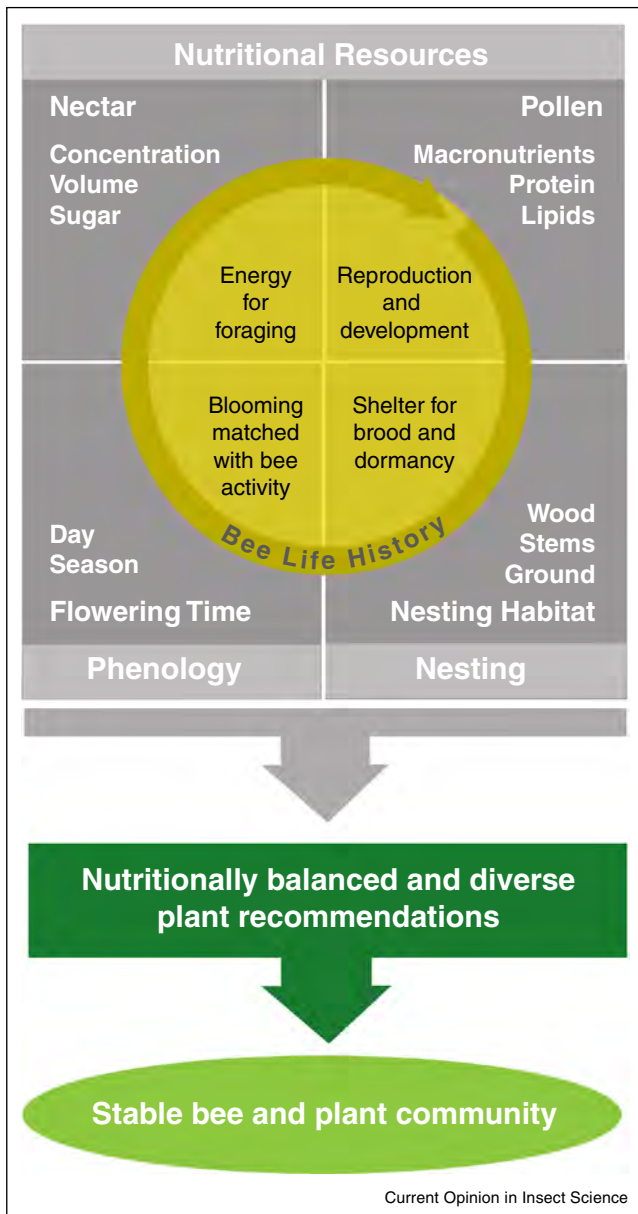 Nutritional Resources
Nectar
Concentration
Volume
Sugar
Pollen
Macronutrients
Protein
Lipids
Energy
for
foraging
Reproduction
and
development
Blooming
matched
with bee
activity
Shelter for
brood and
dormancy
Bee Life History
Day
Season
Flowering Time
Wood
Stems
Ground
Nesting Habitat
Phenology
Nesting
Nutritionally balanced and diverse
plant recommendations
Stable bee and plant community
Current Opinion in Insect Science